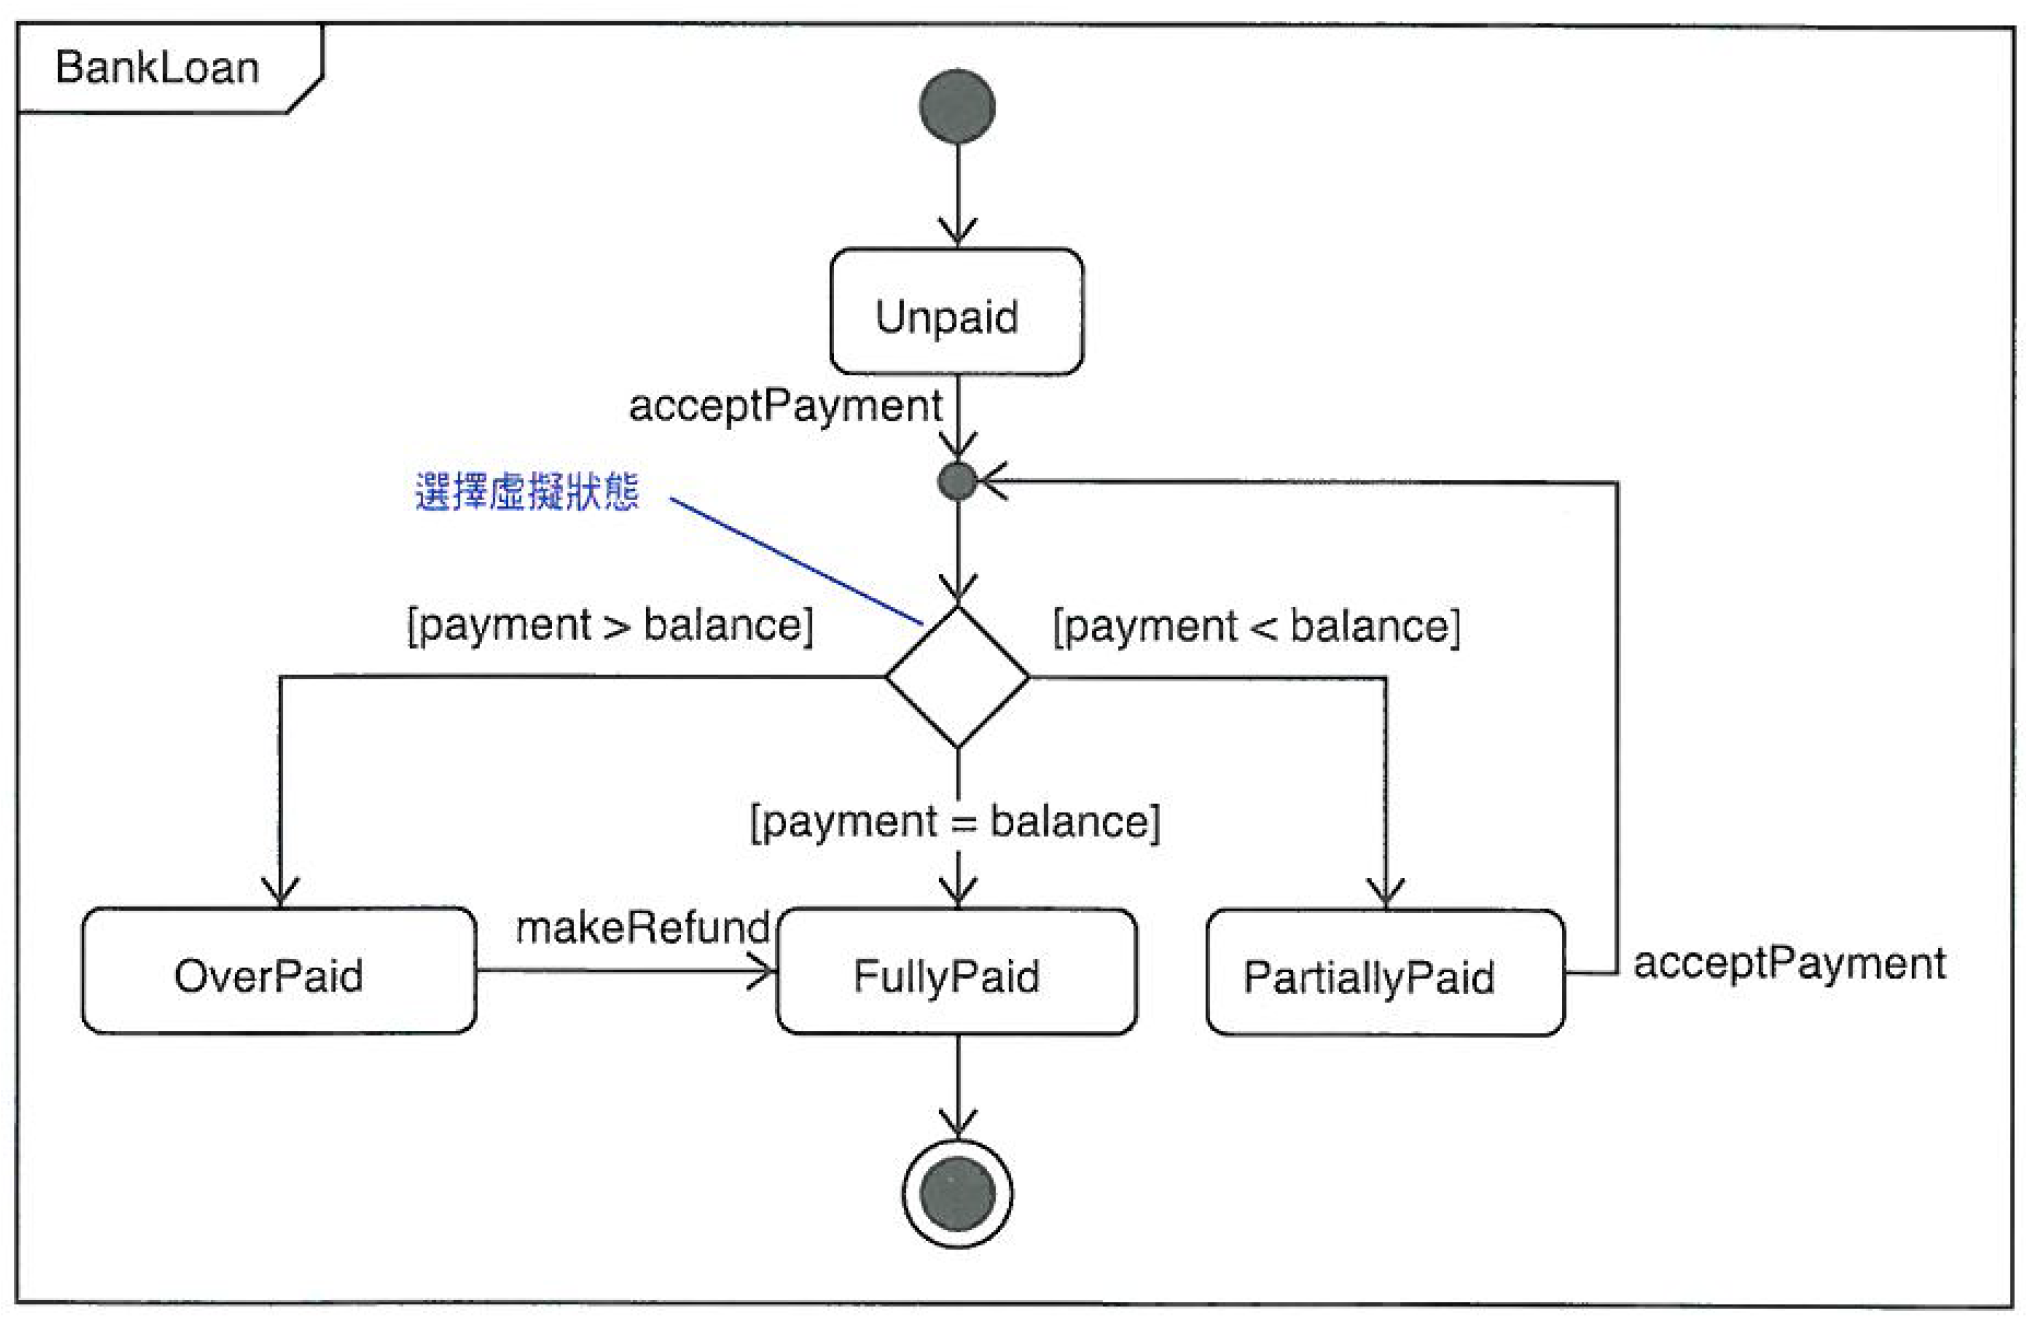 BankLoan
Unpaid
acceptPayment
選擇虛擬狀態
[payment > balance]
[payment < balance]
[payment = balance]
makeRefund
OverPaid
FullyPaid
PartiallyPaid
acceptPayment